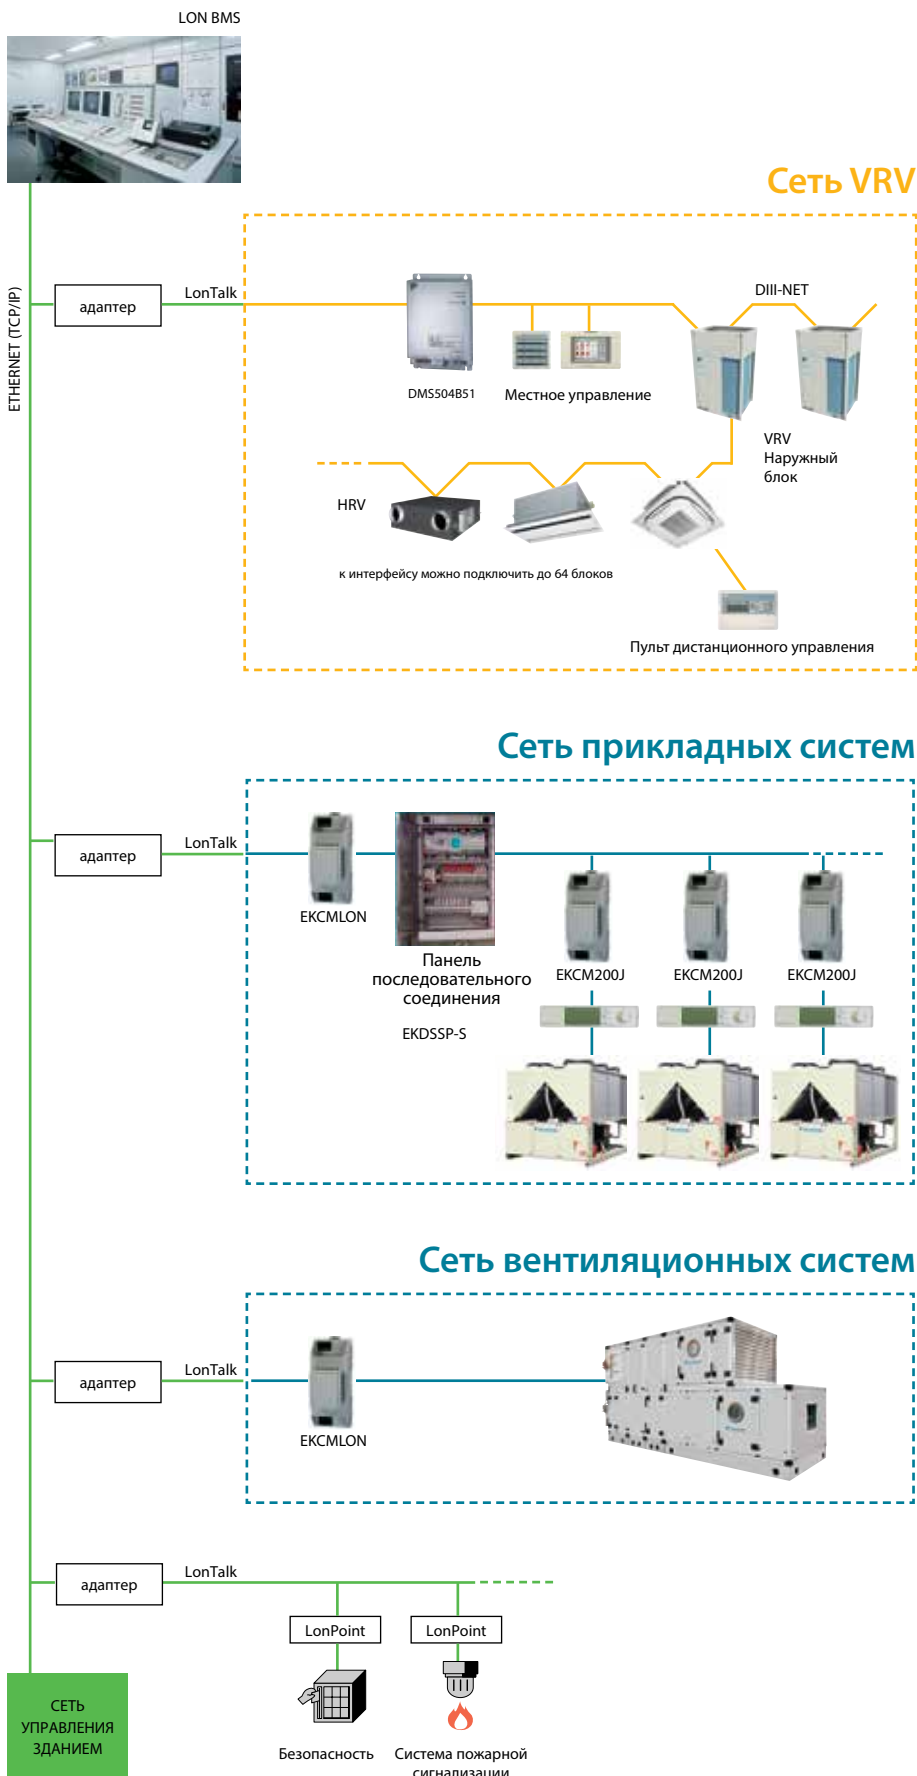 LON BMS
ETHERNET (TCP/IP)
Сеть VRV
адаптер
LonTalk
DIII-NET
DMS504B51
Местное управление
VRV
Наружный
блок
HRV
к интерфейсу можно подключить до 64 блоков
Пульт дистанционного управления
Сеть прикладных систем
адаптер
LonTalk
EKCMLON
Панель
последовательного
соединения
EKDSSP-S
EKCM200J
EKCM200J
EKCM200J
Сеть вентиляционных систем
адаптер
LonTalk
EKCMLON
адаптер
LonTalk
LonPoint
LonPoint
СЕТЬ
УПРАВЛЕНИЯ
ЗДАНИЕМ
Безопасность
Система пожарной
сигнализации